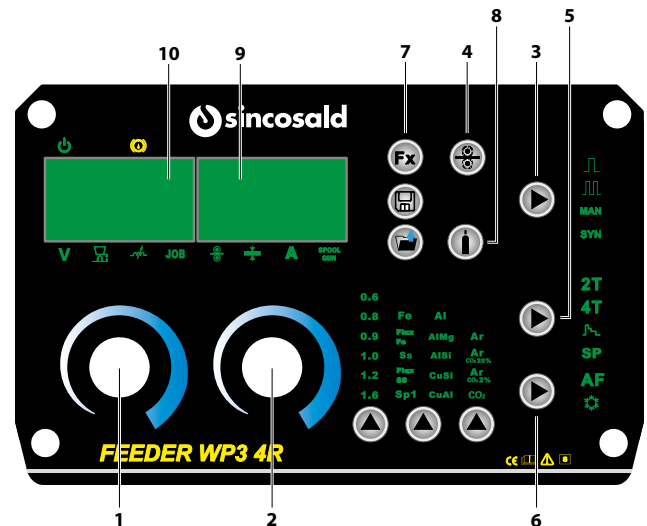 8
10 9 7 4 3 5
sincosald
Fx
MAN
SYN
V JOB A SPOOL
GUN
2T
4T
SP
AF
0.6
0.8 Fe Al
0.9 Flux Fe AlMg Ar
1.0 Ss AlSi Ar CO₂20%
1.2 Flux SS CuSi Ar CO₂2%
1.6 Sp1 CuAl CO₂
FEEDER WP3 4R
CE
1 2 6